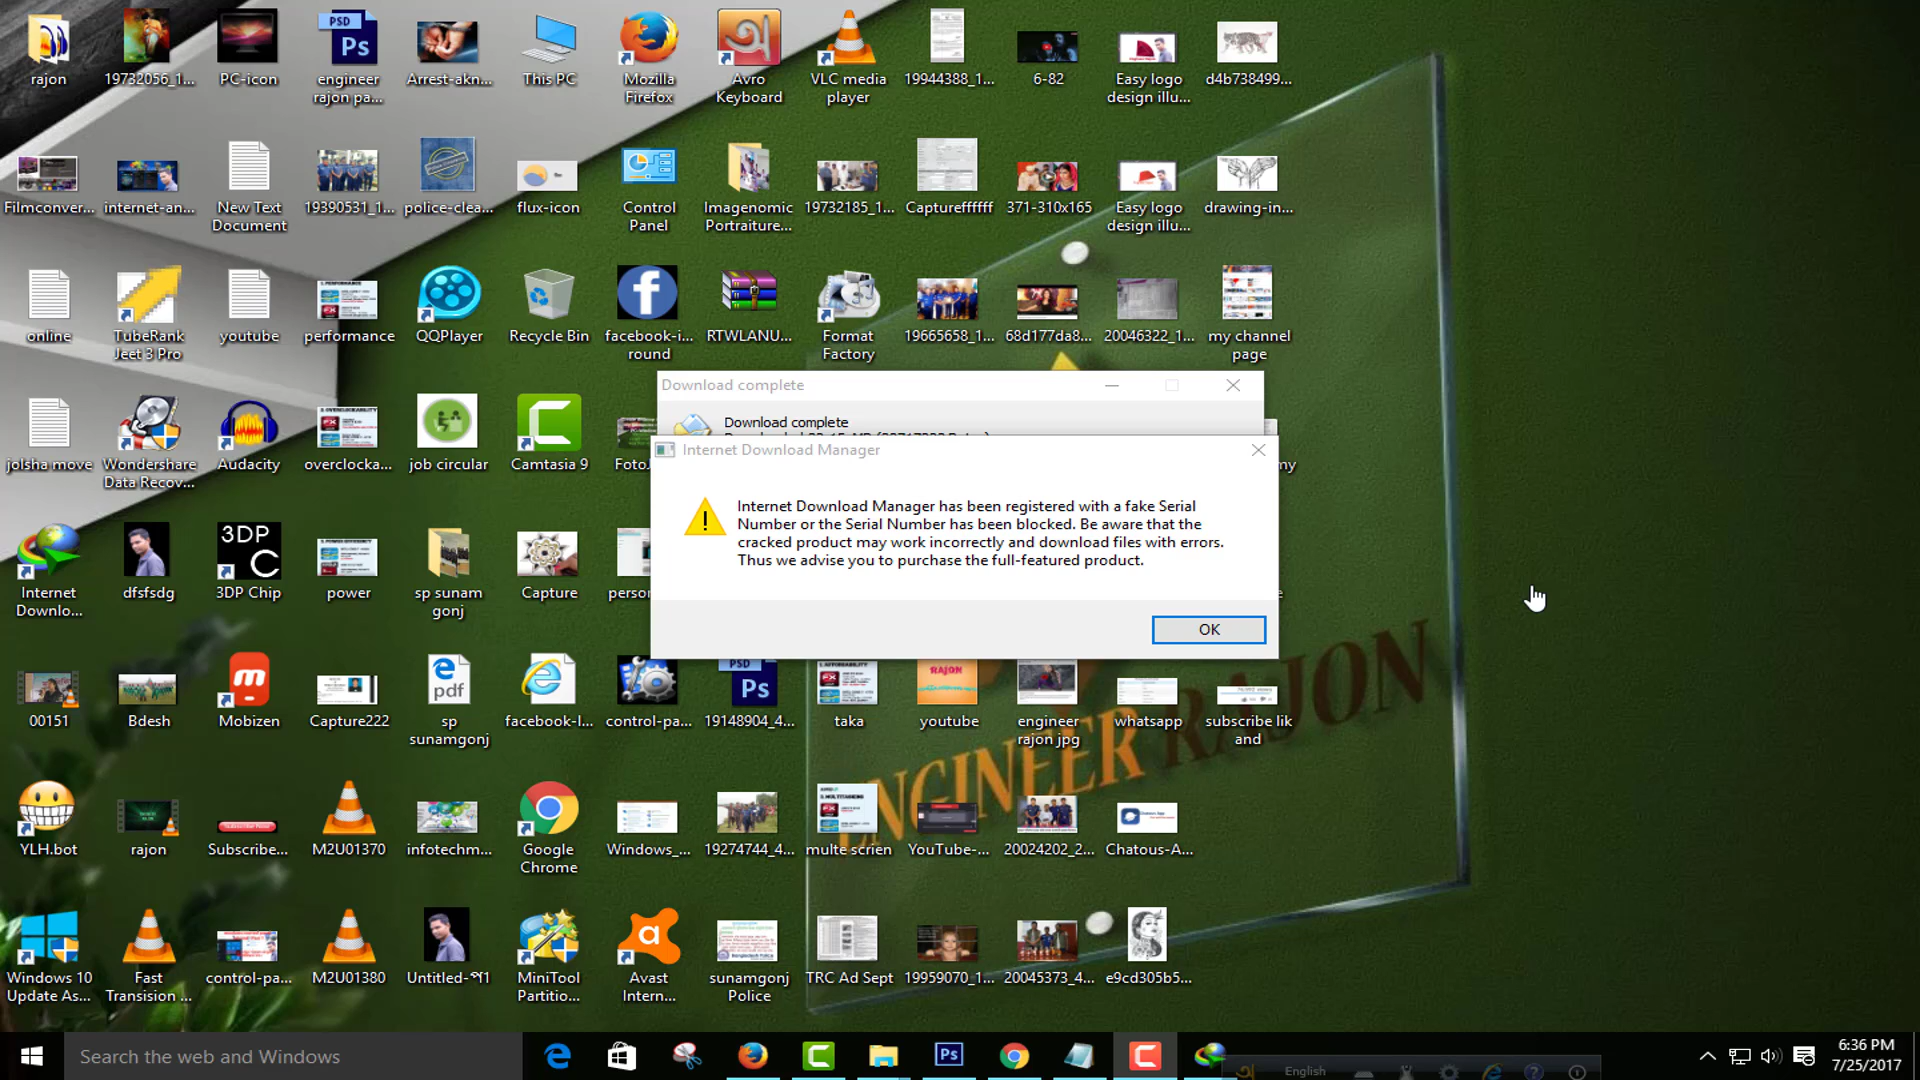 rajon
19732056_1...
PC-icon
engineer
rajon pa...
Arrest-akn...
This PC
Mozilla
Firefox
Avro
Keyboard
VLC media
player
19944388_1...
6-82
Easy logo
design illu...
d4b738499...
Filmconver...
internet-an...
New Text
Document
19390531_1...
police-clea...
flux-icon
Control
Panel
Imagenomic
Portraiture...
19732185_1...
Captureffffff
371-310x165
Easy logo
design illu...
drawing-in...
online
TubeRank
Jeet 3 Pro
youtube
performance
QQPlayer
Recycle Bin
facebook-i...
round
RTWLANU...
Format
Factory
19665658_1...
68d177da8...
20046322_1...
my channel
page
Download complete
Download complete
jolsha move
Wondershare
Data Recov...
Audacity
overclocka...
job circular
Camtasia 9
Internet Download Manager
Internet Download Manager has been registered with a fake Serial
Number or the Serial Number has been blocked. Be aware that the
cracked product may work incorrectly and download files with errors.
Thus we advise you to purchase the full-featured product.
OK
Internet
Downlo...
dfsfsdg
3DP Chip
power
sp sunam
gonj
Capture
00151
Bdesh
Mobizen
Capture222
sp
sunamgonj
facebook-l...
control-pa...
19148904_4...
taka
youtube
engineer
rajon jpg
whatsapp
subscribe lik
and
ENGINEER RAJON
YLH.bot
rajon
Subscribe...
M2U01370
infotechm...
Google
Chrome
Windows_...
19274744_4...
multe scrien
YouTube-...
20024202_2...
Chatous-A...
Windows 10
Update As...
Fast
Transision ...
control-pa...
M2U01380
Untitled-প1
MiniTool
Partitio...
Avast
Intern...
sunamgonj
Police
TRC Ad Sept
19959070_1...
20045373_4...
e9cd305b5...
Search the web and Windows
English
6:36 PM
7/25/2017